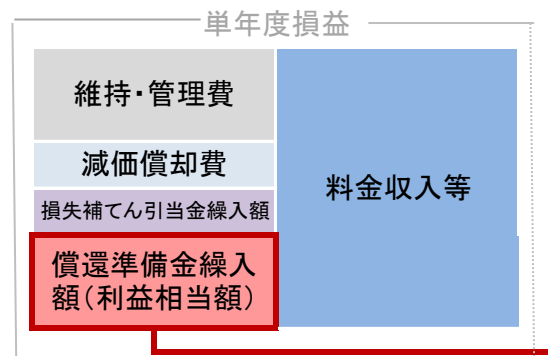 単年度損益
維持・管理費
減価償却費
損失補てん引当金繰入額
償還準備金繰入
額（利益相当額）
料金収入等